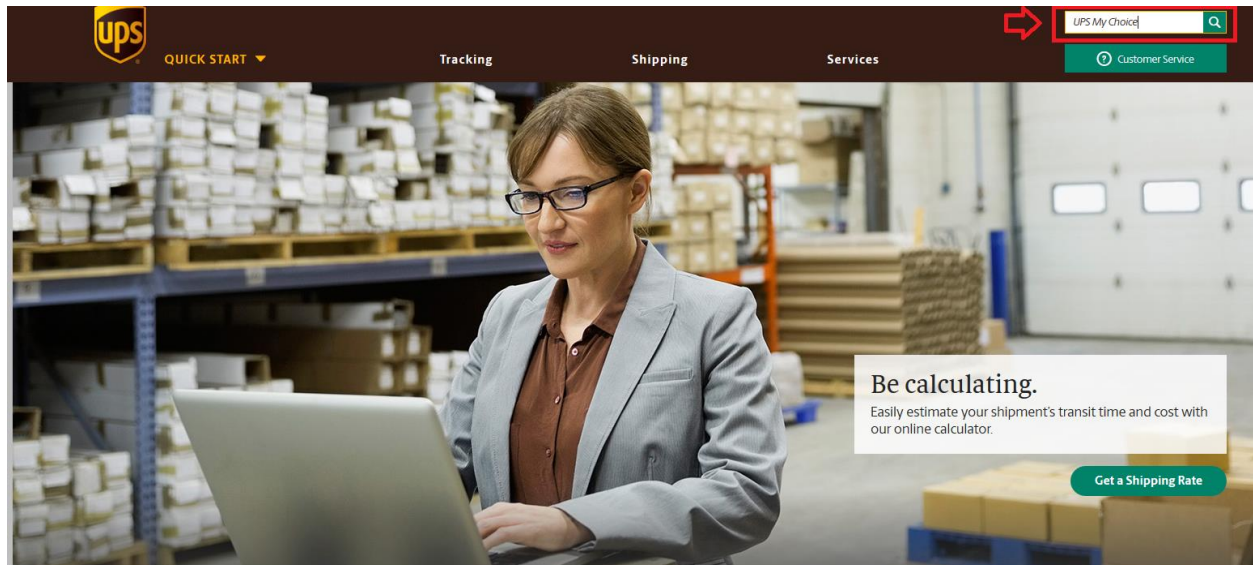 UPS My Choice
ups
QUICK START
Tracking
Shipping
Services
? Customer Service
Be calculating.
Easily estimate your shipment's transit time and cost with
our online calculator.
Get a Shipping Rate